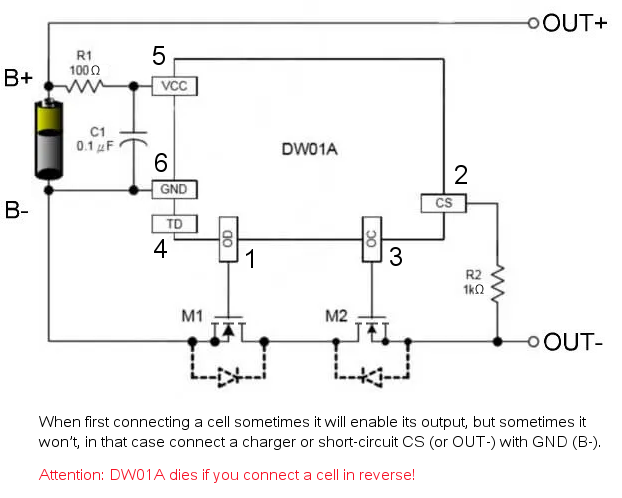 OUT+
B+
R1
100Ω
5
VCC
C1
0.1µF
DW01A
6
GND
2
CS
B-
TD
4
OD
1
OC
3
R2
1kΩ
M1
M2
OUT-
When first connecting a cell sometimes it will enable its output, but sometimes it
won't, in that case connect a charger or short-circuit CS (or OUT-) with GND (B-).
Attention: DW01A dies if you connect a cell in reverse!